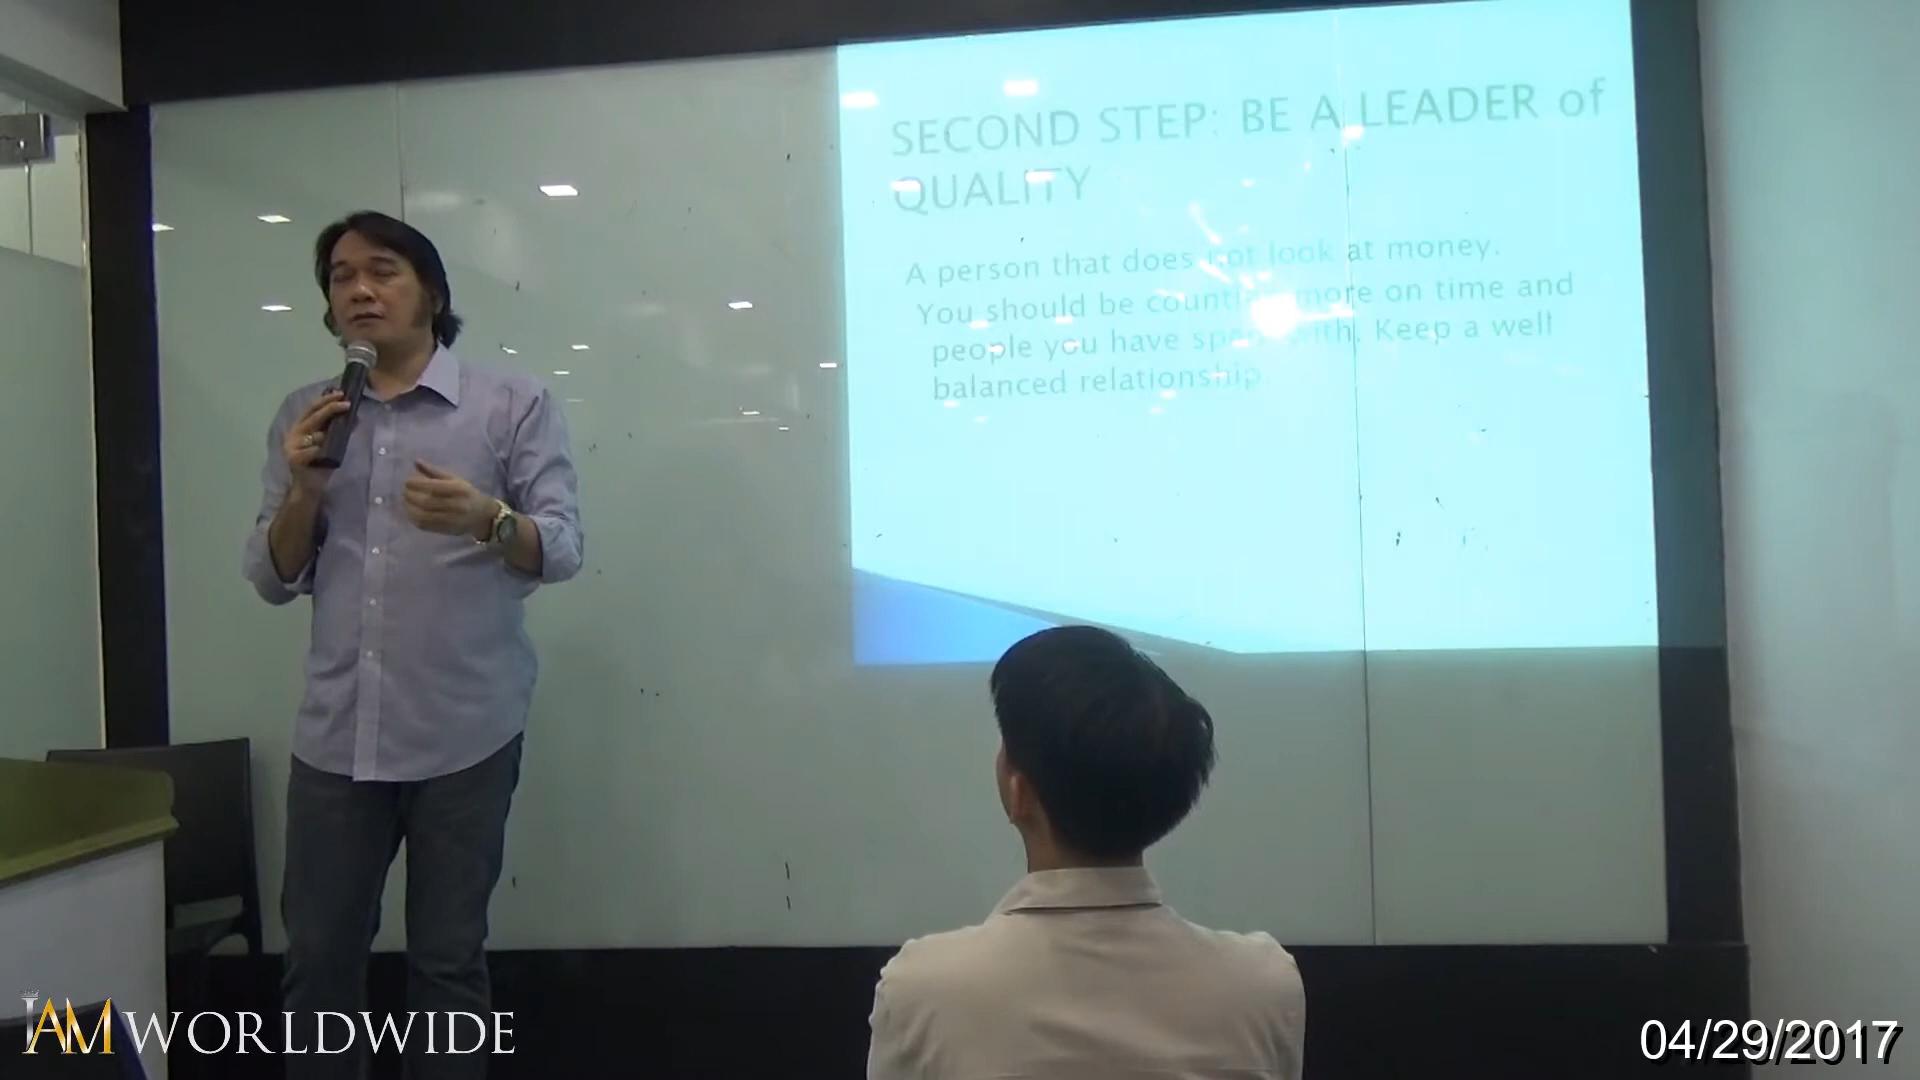 SECOND STEP: BE A LEADER of
QUALITY
A person that does not look at money.
You should be counting more on time and
people you have spent with. Keep a well
balanced relationship.
IAM WORLDWIDE
04/29/2017